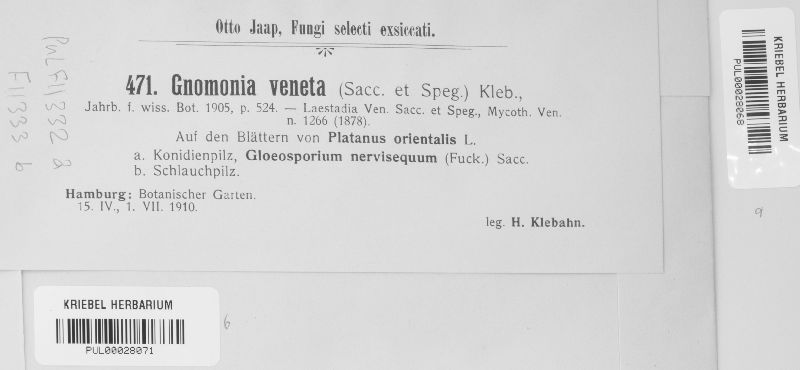 Otto Jaap, Fungi selecti exsiccati.
471. Gnomonia veneta (Sacc. et Speg.) Kleb.,
Jahrb. f. wiss. Bot. 1905, p. 524. — Laestadia Ven. Sacc. et Speg., Mycoth. Ven.
n. 1266 (1878).
Auf den Blättern von Platanus orientalis L.
a. Konidienpilz, Gloeosporium nervisequum (Fuck.) Sacc.
b. Schlauchpilz.
Hamburg: Botanischer Garten.
15. IV., 1. VII. 1910.
leg. H. Klebahn.
Pul F11332 a
F11333 b
KRIEBEL HERBARIUM
PUL00028068
a
KRIEBEL HERBARIUM
PUL00028071
b